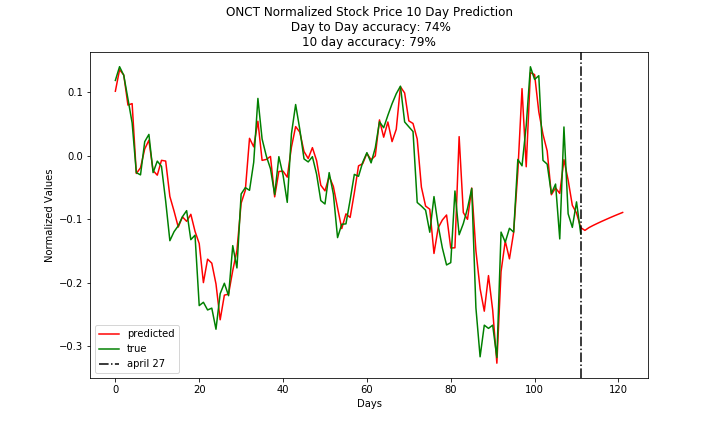 ONCT Normalized Stock Price 10 Day Prediction
Day to Day accuracy: 74%
10 day accuracy: 79%
Normalized Values
0.1
0.0
−0.1
−0.2
−0.3
predicted
true
april 27
0 20 40 60 80 100 120
Days